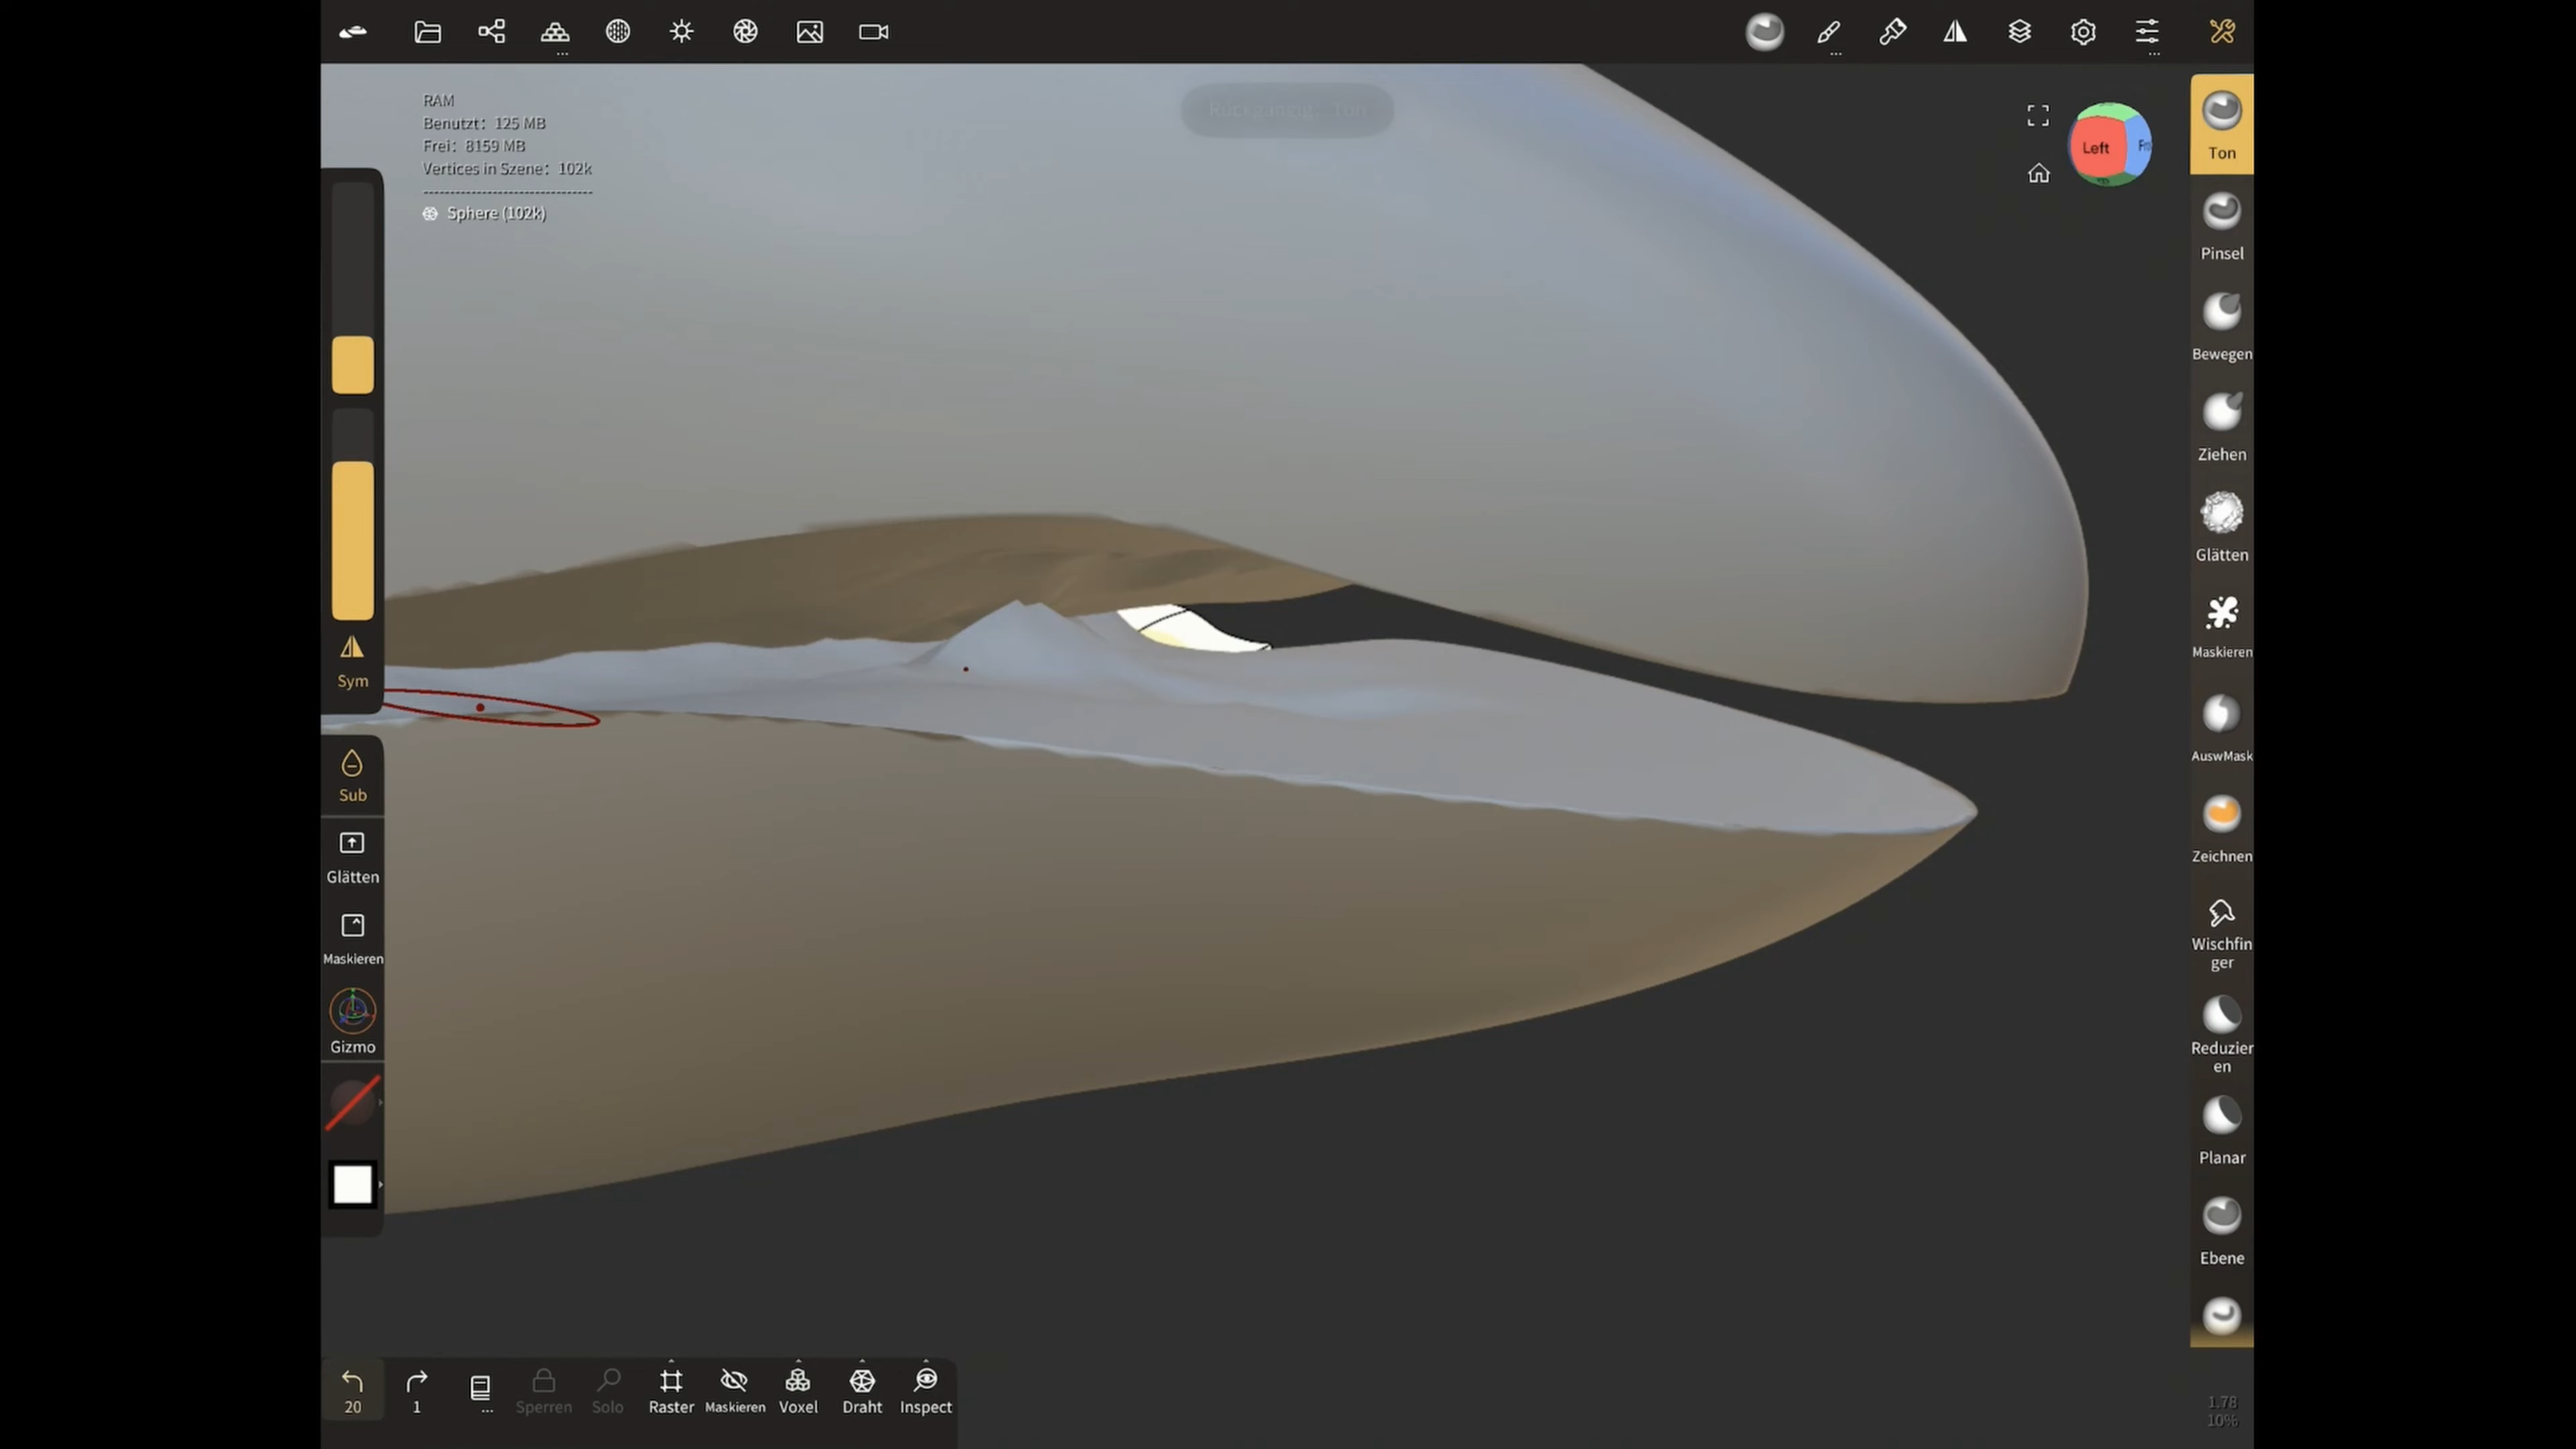 RAM
Benutzt: 125 MB
Frei: 8159 MB
Vertices in Szene: 102k
Sphere (102k)
Rückgängig: Ton
Left
Sym
Sub
Glätten
Maskieren
Gizmo
Ton
Pinsel
Bewegen
Ziehen
Glätten
Maskieren
AuswMask
Zeichnen
Wischfin
ger
Reduzier
en
Planar
Ebene
20
1
Sperren
Solo
Raster
Maskieren
Voxel
Draht
Inspect
1.78
10%